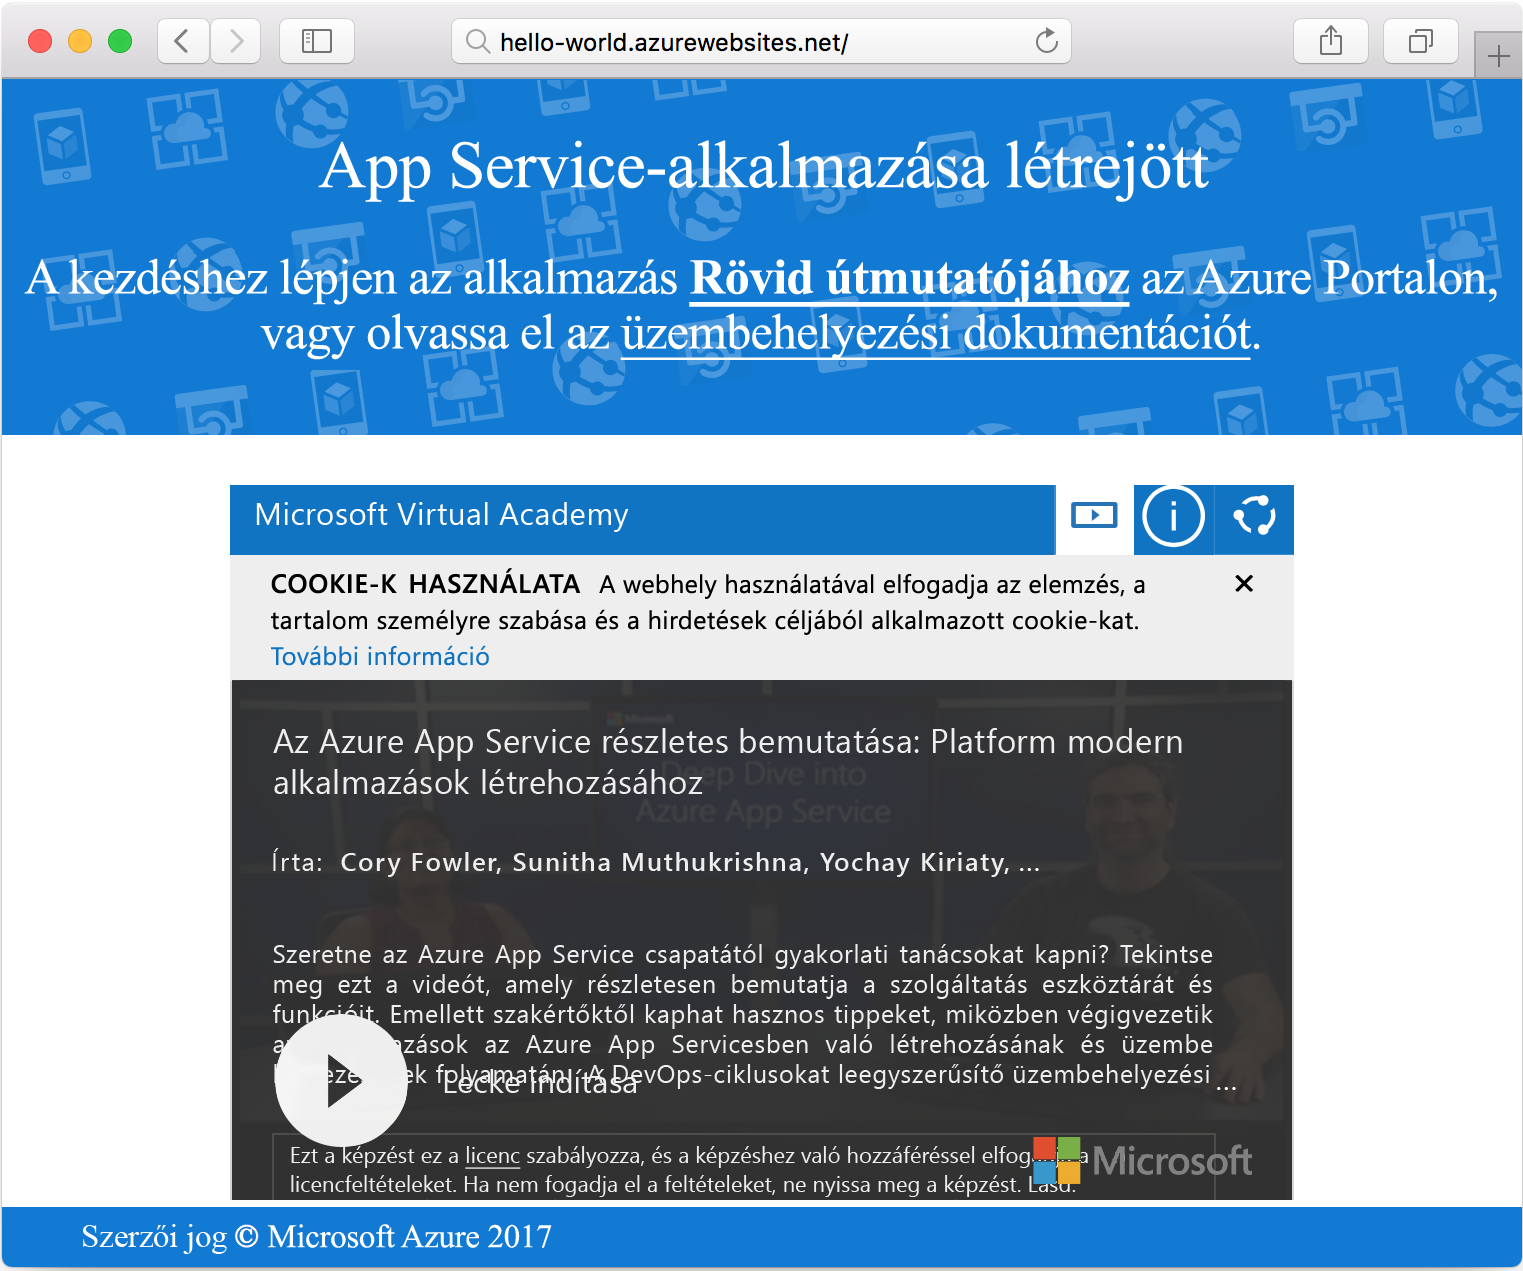 hello-world.azurewebsites.net/
App Service-alkalmazása létrejött
A kezdéshez lépjen az alkalmazás Rövid útmutatójához az Azure Portalon,
vagy olvassa el az üzembehelyezési dokumentációt.
Microsoft Virtual Academy
COOKIE-K HASZNÁLATA A webhely használatával elfogadja az elemzés, a
tartalom személyre szabása és a hirdetések céljából alkalmazott cookie-kat.
További információ
Microsoft
Az Azure App Service részletes bemutatása: Platform modern
alkalmazások létrehozásához
Deep Dive into
Azure App Service
Írta: Cory Fowler, Sunitha Muthukrishna, Yochay Kiriaty, ...
Szeretne az Azure App Service csapatától gyakorlati tanácsokat kapni? Tekintse
meg ezt a videót, amely részletesen bemutatja a szolgáltatás eszköztárát és
funkcióit. Emellett szakértőktől kaphat hasznos tippeket, miközben végigvezetik
az Azure App Servicesben való létrehozásának és üzembe
folyamatán. A DevOps-ciklusokat leegyszerűsítő üzembehelyezési ...
Lecke indítása
Ezt a képzést ez a licenc szabályozza, és a képzéshez való hozzáféréssel a
licencfeltételeket. Ha nem fogadja el a feltételeket, ne nyissa meg a képzést. Lásd:
Microsoft
Szerzői jog © Microsoft Azure 2017